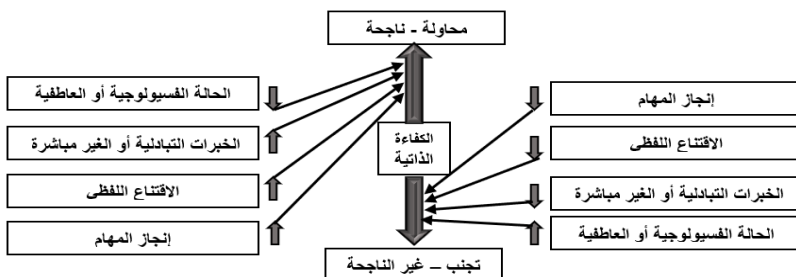 محاولة - ناجحة
الحالة الفسيولوجية أو العاطفية
إنجاز المهام
الخبرات التبادلية أو الغير مباشرة
الكفاءة
الذاتية
الاقتناع اللفظى
الاقتناع اللفظى
الخبرات التبادلية أو الغير مباشرة
إنجاز المهام
الحالة الفسيولوجية أو العاطفية
تجنب – غير الناجحة